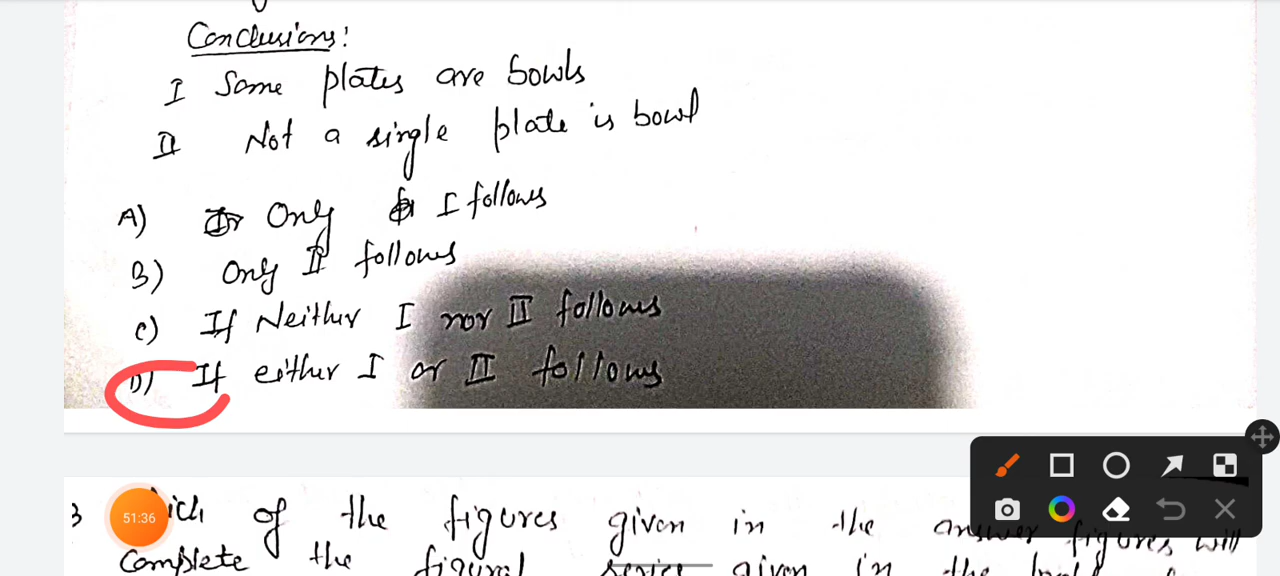 Conclusions:
I Some plates are bowls
II Not a single plate is bowl
A) Only I follows
B) Only II follows
C) If Neither I nor II follows
D) If either I or II follows
51:36
3 of the figures given in the answer figures will
Complete the figural series given in the